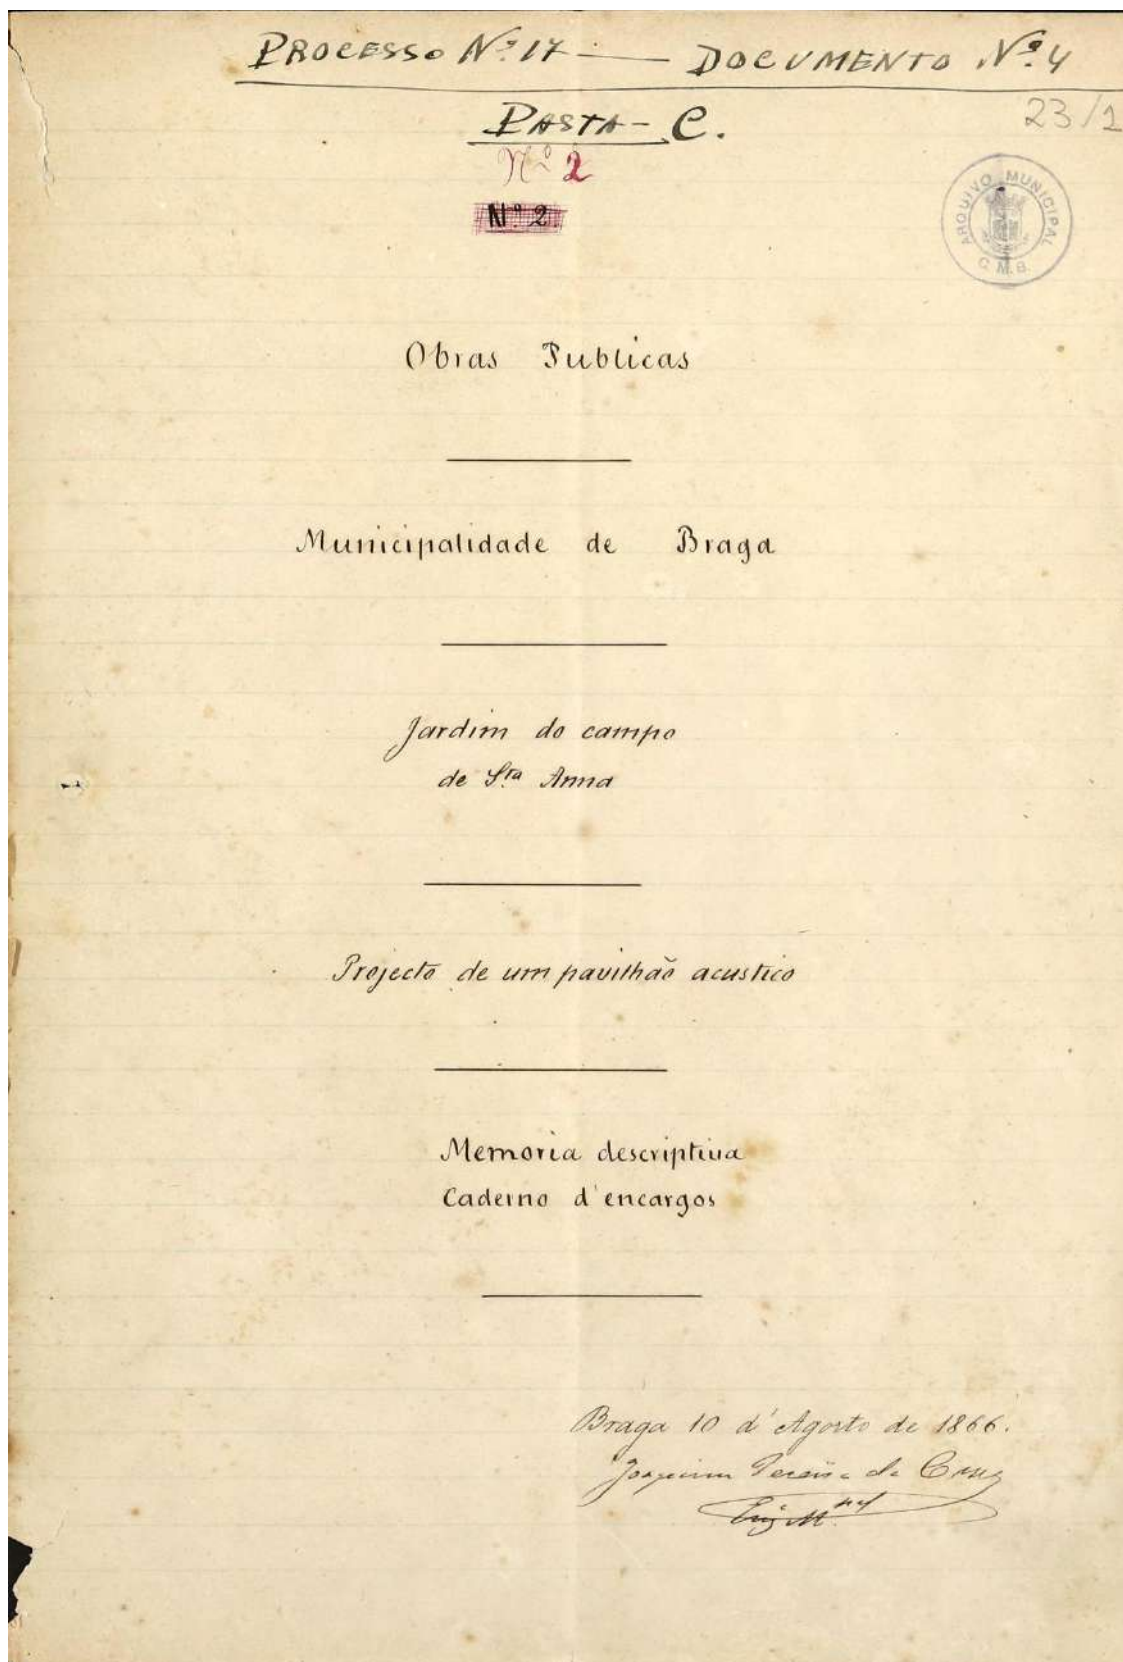 PROCESSO Nº 17 — DOCUMENTO Nº 4
PASTA - C.
23/1
Nº 2
Nº 2
ARQUIVO MUNICIPAL
C. M. B.
Obras Publicas
Municipalidade de Braga
Jardim do campo
de Sta Anna
Projecto de um pavilhão acustico
Memoria descriptiva
Caderno d'encargos
Braga 10 d'Agosto de 1866.
Joaquim Pereira da Cruz